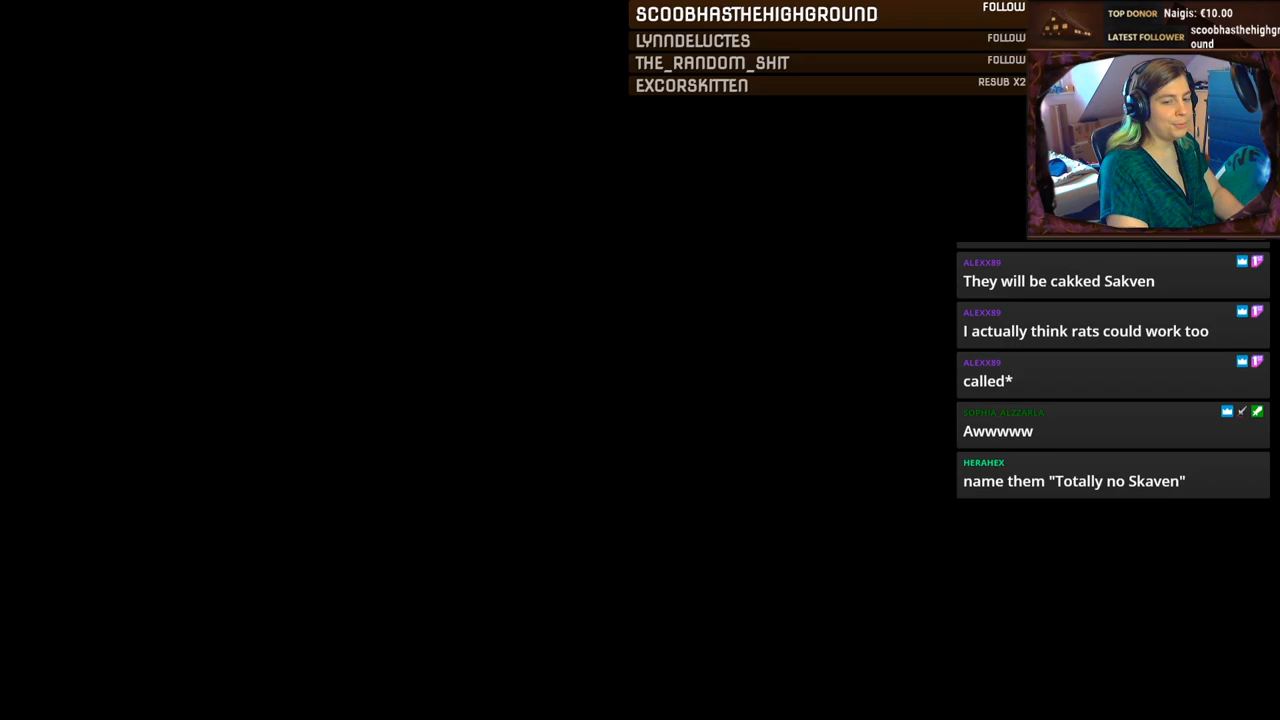 SCOOBHASTHEHIGHGROUND FOLLOW
LYNNDELUCTES FOLLOW
THE_RANDOM_SHIT FOLLOW
EXCORSKITTEN RESUB X2
TOP DONOR Naigis: €10.00
LATEST FOLLOWER scoobhasthehighgr
ound
ALEXX89
They will be cakked Sakven
ALEXX89
I actually think rats could work too
ALEXX89
called*
SOPHIA_ALZZARLA
Awwwww
HERAHEX
name them "Totally no Skaven"